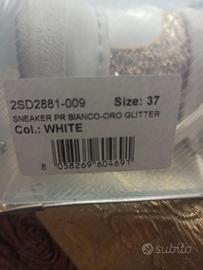 2SD2881-009 Size: 37
SNEAKER PR BIANCO-ORO GLITTER
Col.: WHITE
8 058269 604691
subito